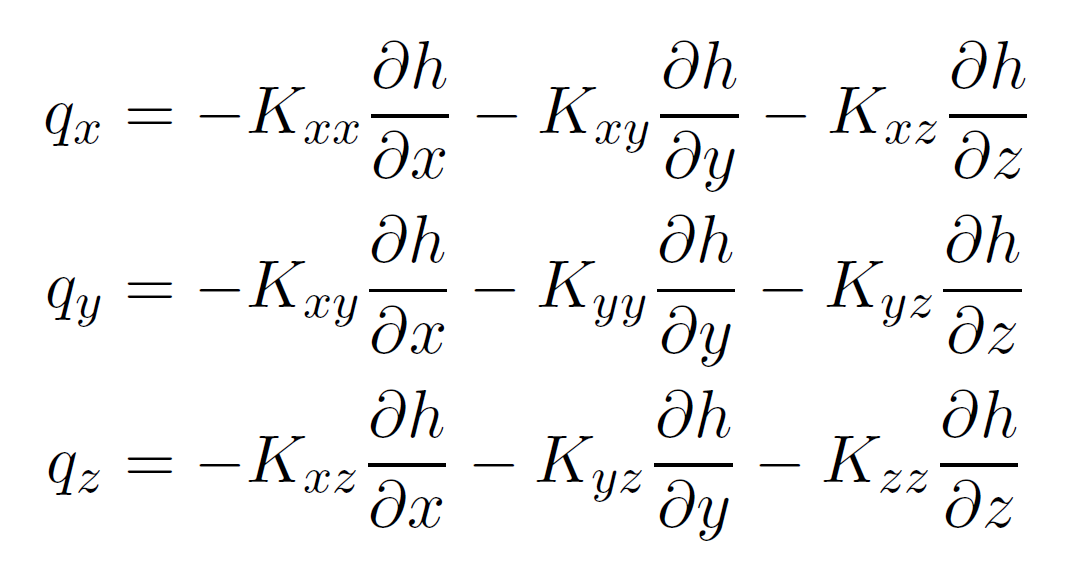 $q_x = -K_{xx}\frac{\partial h}{\partial x} - K_{xy}\frac{\partial h}{\partial y} - K_{xz}\frac{\partial h}{\partial z}$
$q_y = -K_{xy}\frac{\partial h}{\partial x} - K_{yy}\frac{\partial h}{\partial y} - K_{yz}\frac{\partial h}{\partial z}$
$q_z = -K_{xz}\frac{\partial h}{\partial x} - K_{yz}\frac{\partial h}{\partial y} - K_{zz}\frac{\partial h}{\partial z}$